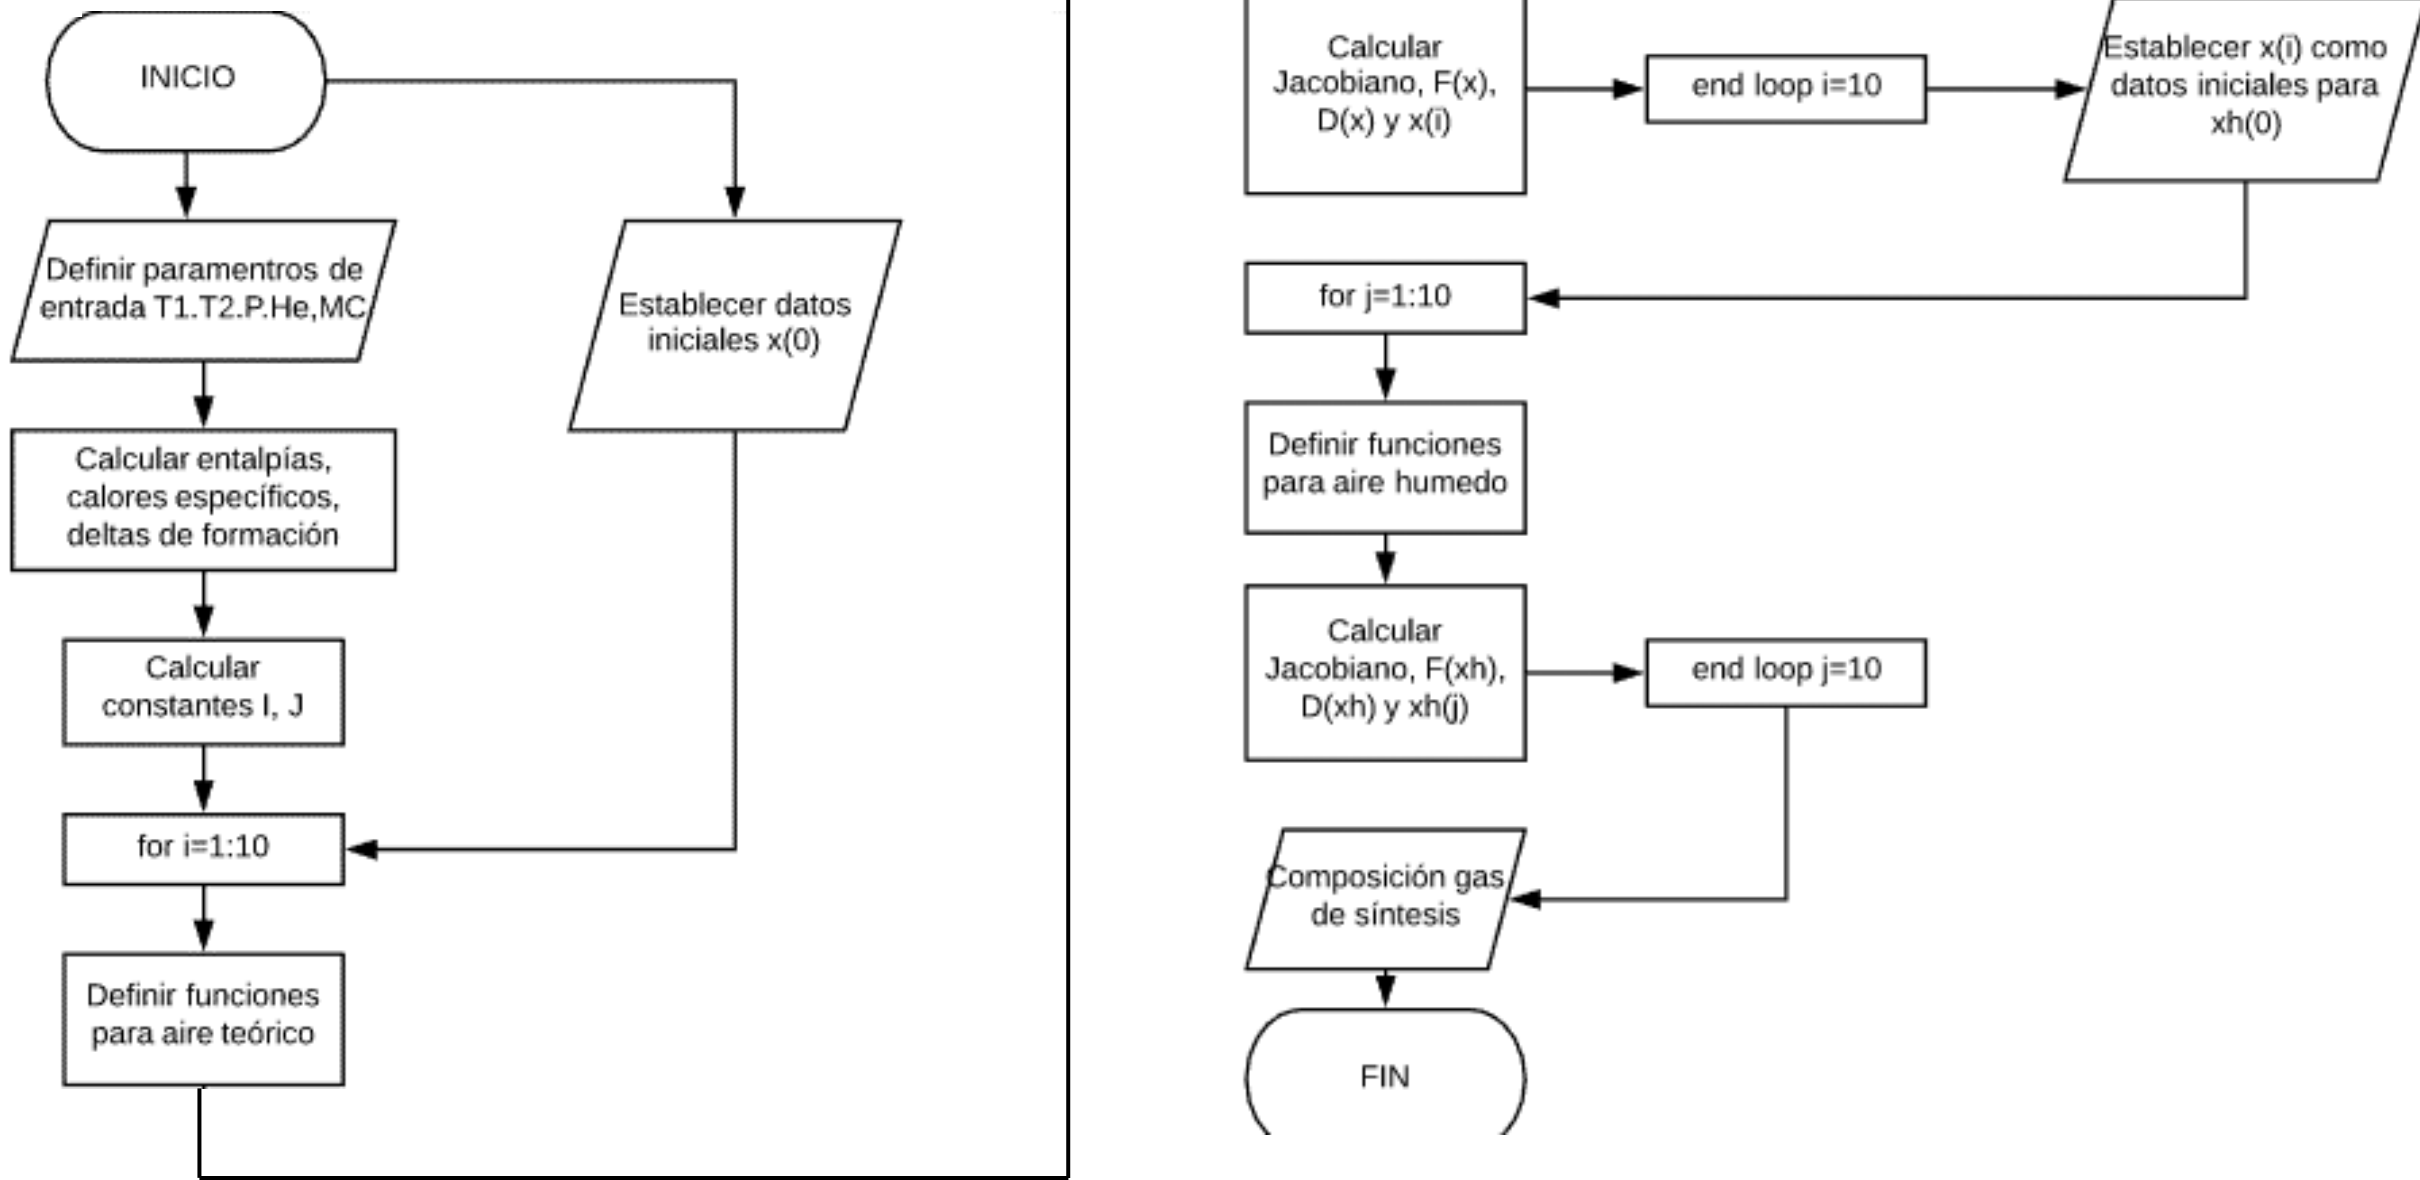 INICIO
Definir paramentros de
entrada T1.T2.P.He,MC
Establecer datos
iniciales x(0)
Calcular entalpías,
calores específicos,
deltas de formación
Calcular
constantes I, J
for i=1:10
Definir funciones
para aire teórico
Calcular
Jacobiano, F(x),
D(x) y x(i)
end loop i=10
Establecer x(i) como
datos iniciales para
xh(0)
for j=1:10
Definir funciones
para aire humedo
Calcular
Jacobiano, F(xh),
D(xh) y xh(j)
end loop j=10
Composición gas
de síntesis
FIN